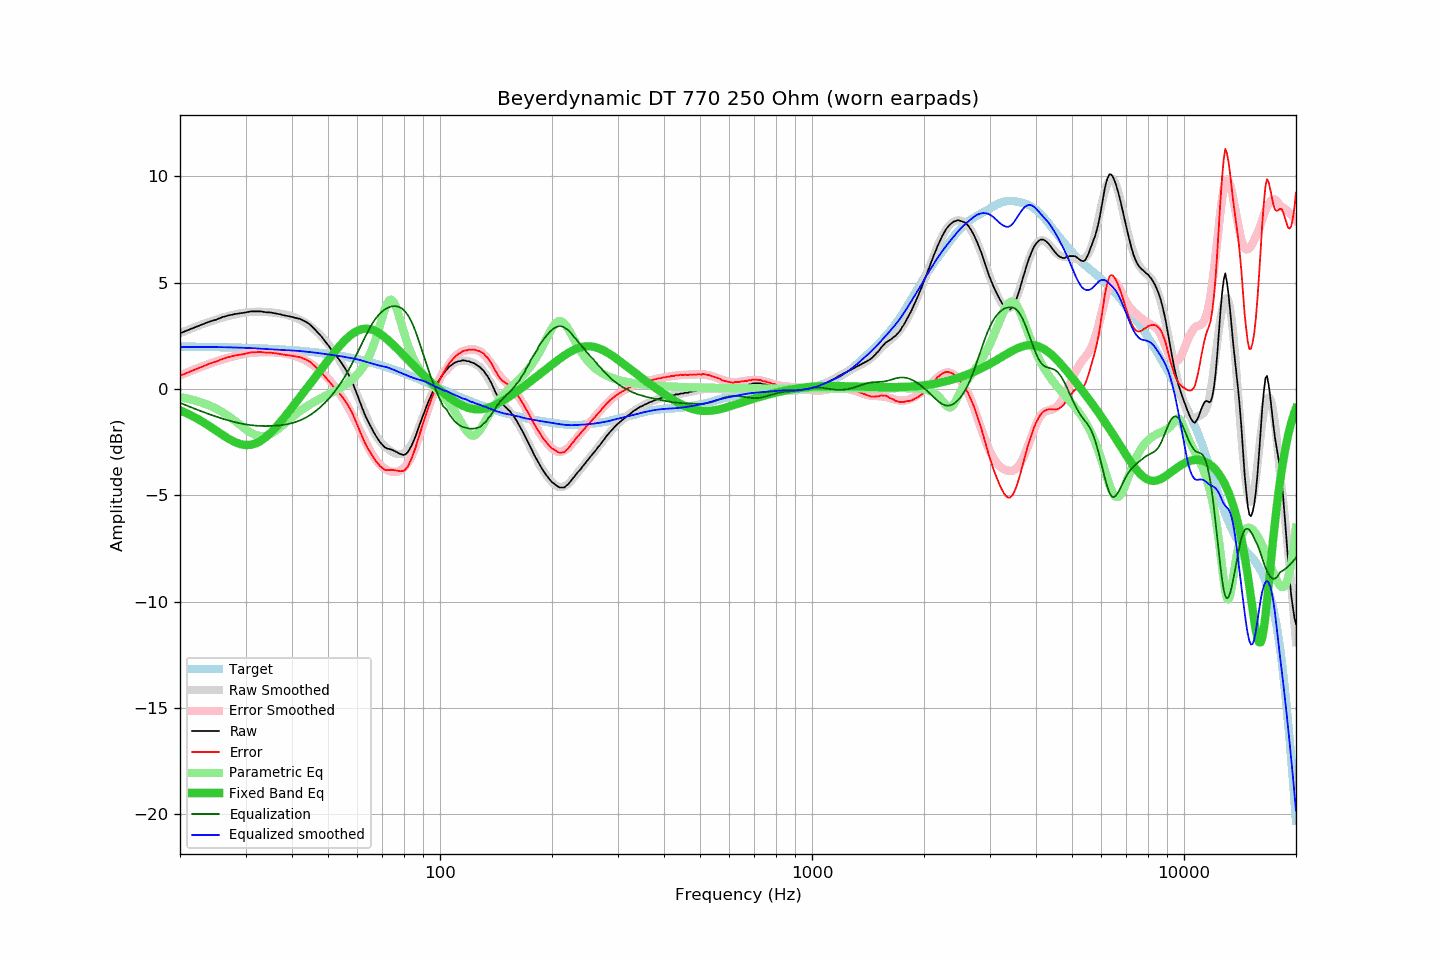 Beyerdynamic DT 770 250 Ohm (worn earpads)
Amplitude (dBr)
10
5
0
−5
−10
−15
−20
Target
Raw Smoothed
Error Smoothed
Raw
Error
Parametric Eq
Fixed Band Eq
Equalization
Equalized smoothed
100
1000
10000
Frequency (Hz)